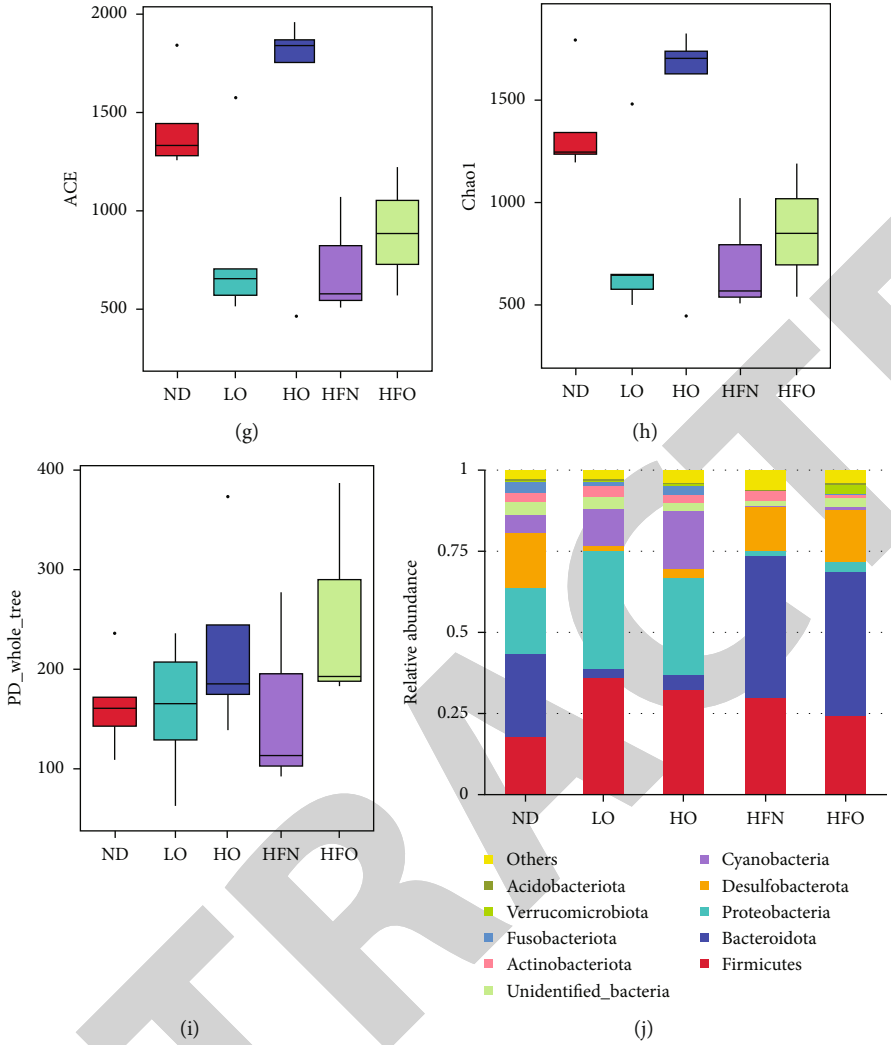 2000
1500
1000
500
ACE
ND LO HO HFN HFO
(g)
1500
1000
500
Chao1
ND LO HO HFN HFO
(h)
400
300
200
100
PD_whole_tree
ND LO HO HFN HFO
(i)
1
0.75
0.5
0.25
0
Relative abundance
ND LO HO HFN HFO
Others
Acidobacteriota
Verrucomicrobiota
Fusobacteriota
Actinobacteriota
Unidentified_bacteria
Cyanobacteria
Desulfobacterota
Proteobacteria
Bacteroidota
Firmicutes
(j)
TRACTE